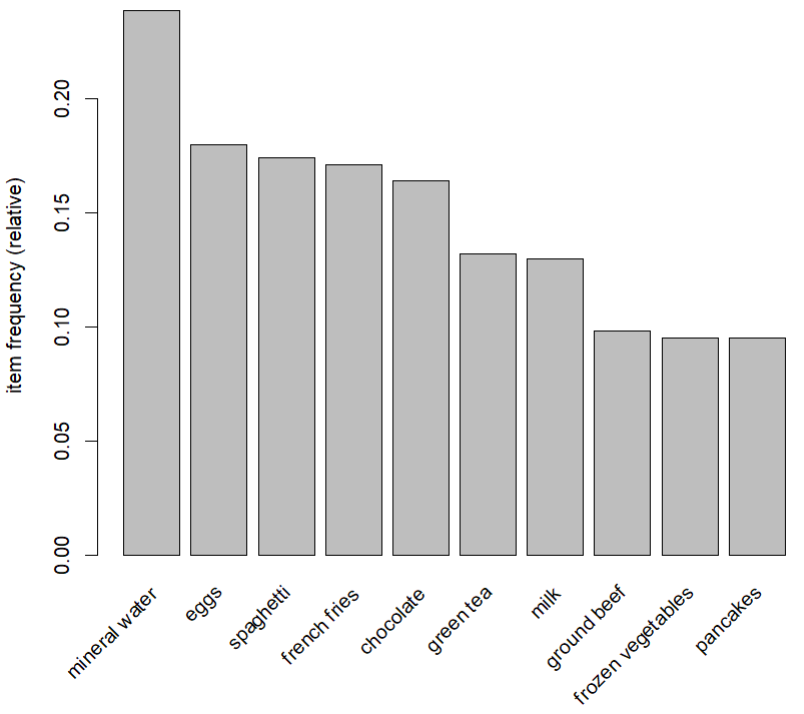 item frequency (relative)
0.20
0.15
0.10
0.05
0.00
mineral water
eggs
spaghetti
french fries
chocolate
green tea
milk
ground beef
frozen vegetables
pancakes